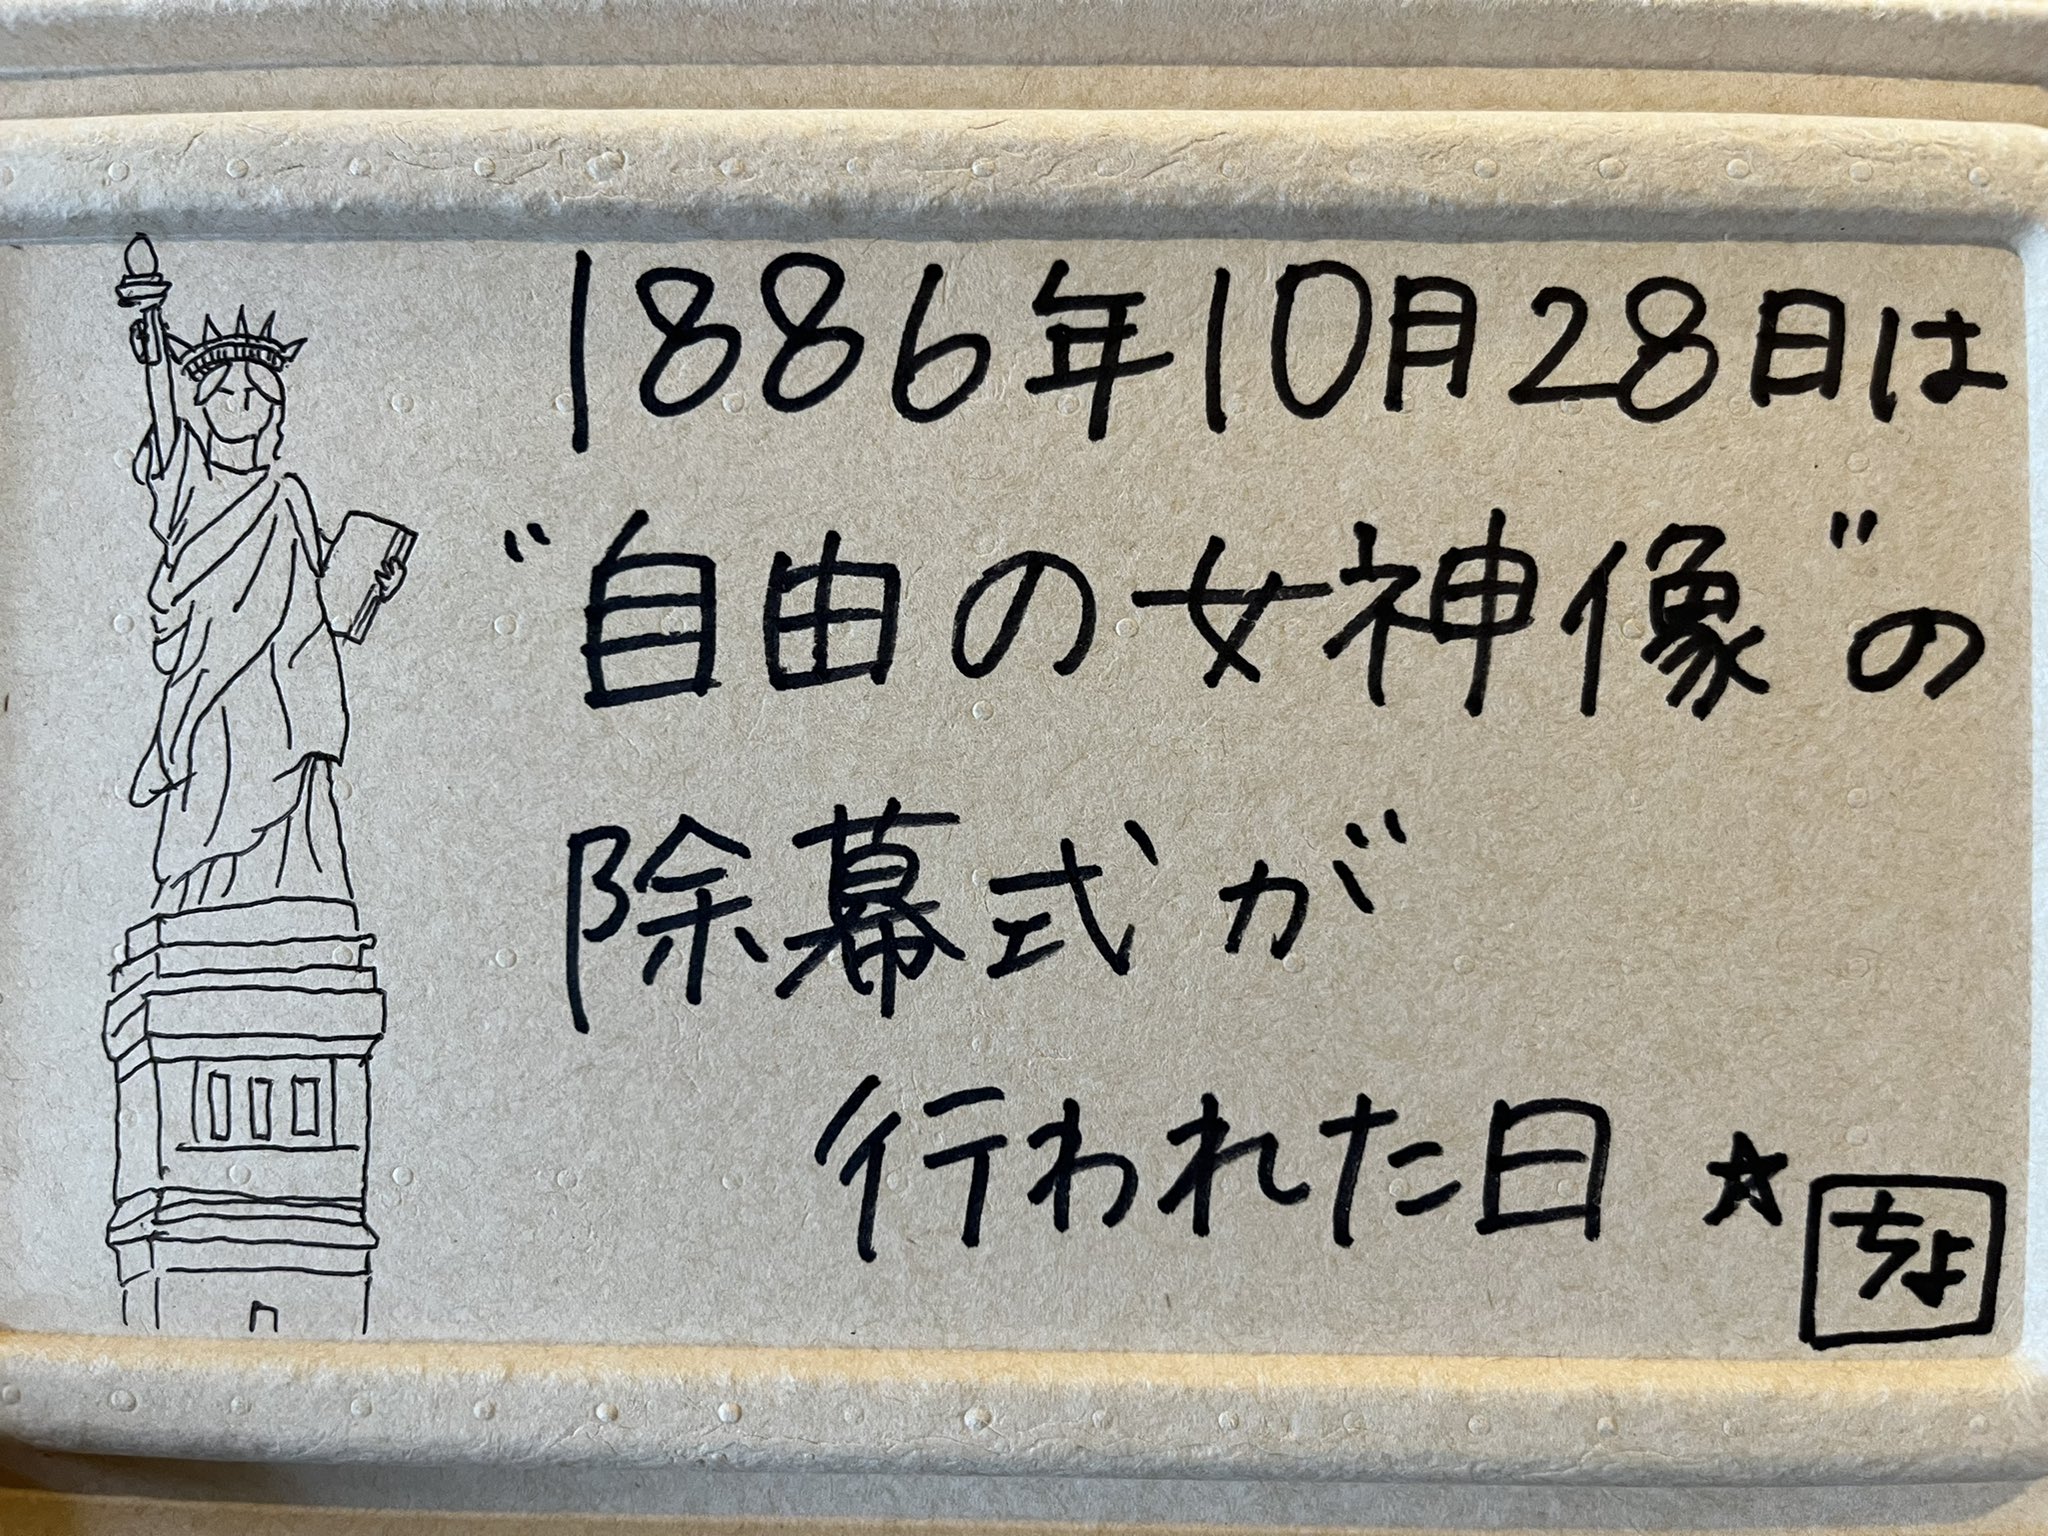 1886年10月28日は
“自由の女神像”の
除幕式が
行われた日☆
ちょ